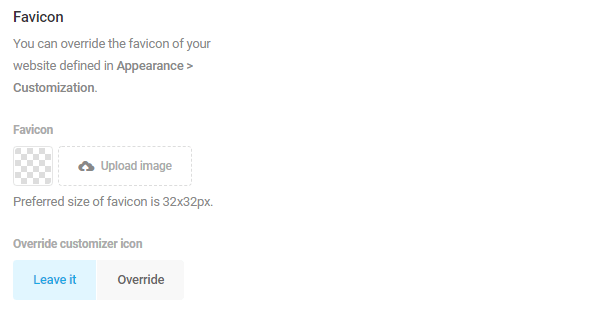 Favicon
You can override the favicon of your
website defined in Appearance >
Customization.
Favicon
Upload image
Preferred size of favicon is 32x32px.
Override customizer icon
Leave it Override